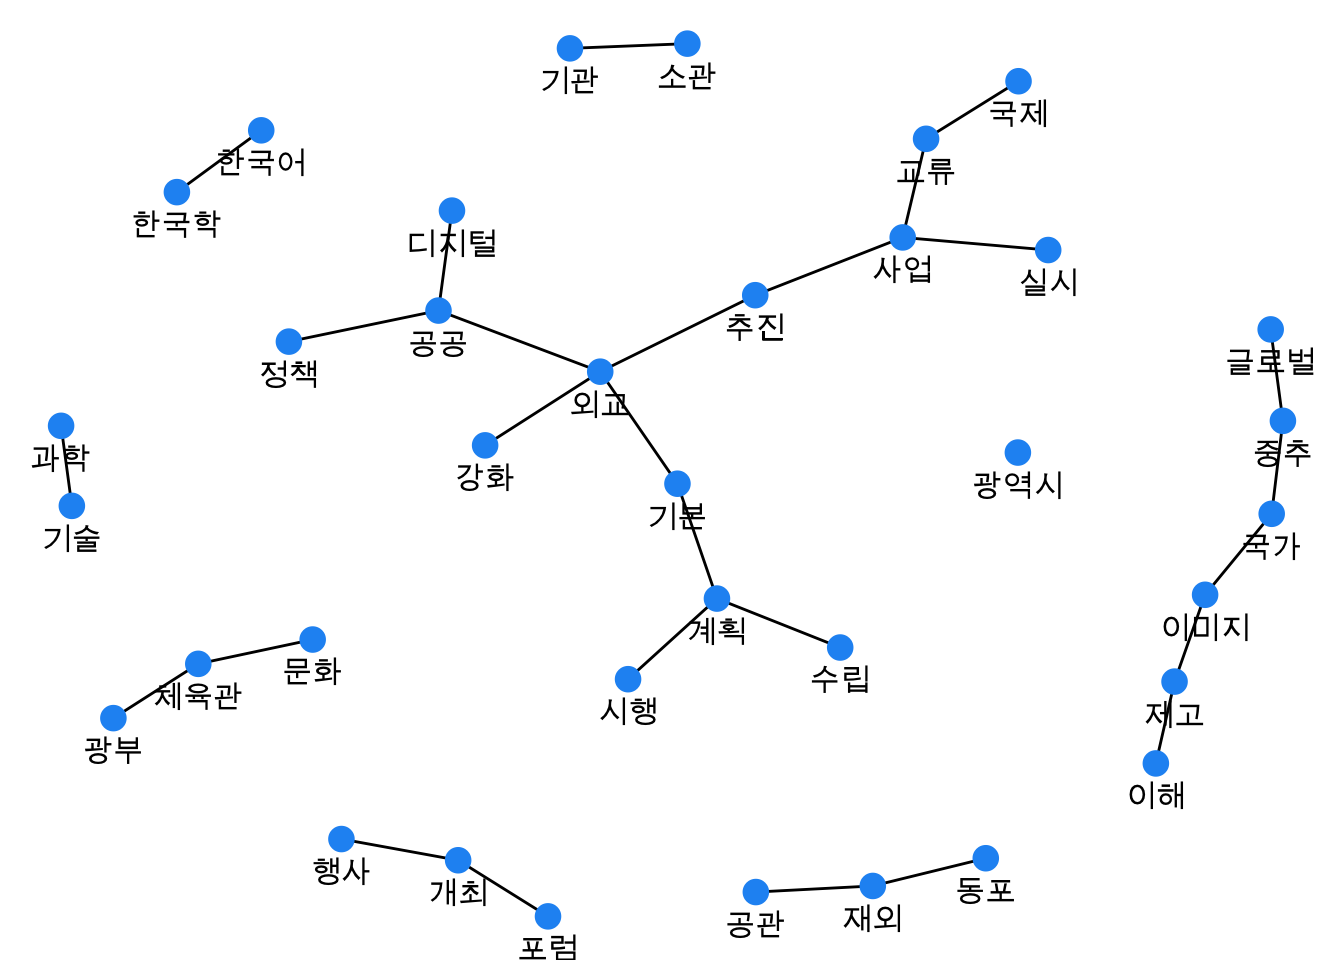 기관
소관
국제
한국어
교류
한국학
디지털
사업
실시
추진
공공
정책
글로벌
외교
과학
중추
강화
광역시
기본
기술
국가
이미지
계획
문화
수립
체육관
시행
제고
광부
이해
행사
개최
동포
재외
공관
포럼